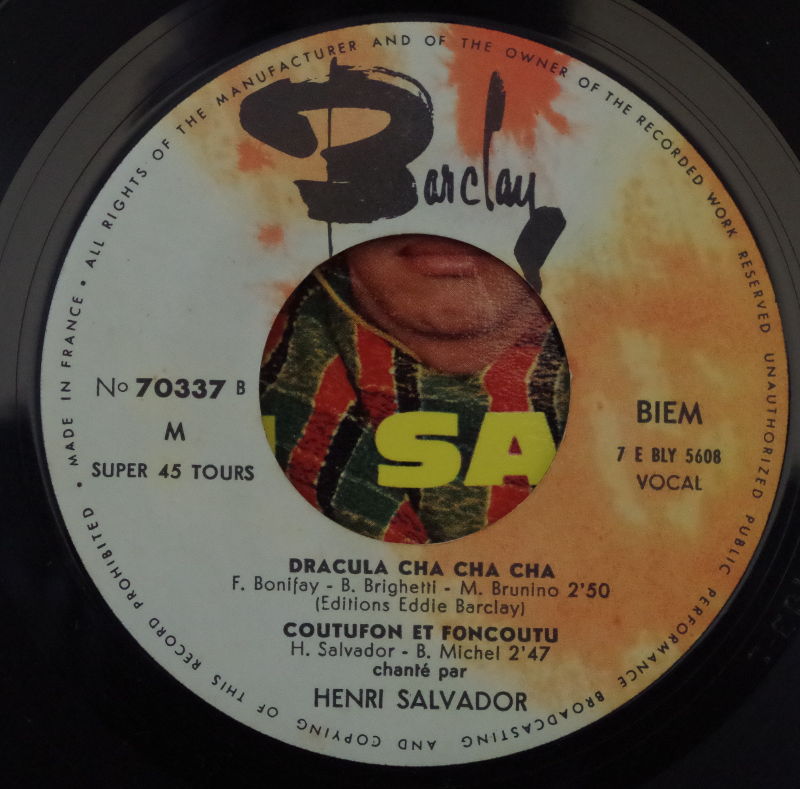 Barclay
MADE IN FRANCE • ALL RIGHTS OF THE MANUFACTURER AND OF THE OWNER OF THE RECORDED WORK RESERVED UNAUTHORIZED PUBLIC PERFORMANCE BROADCASTING AND COPYING OF THIS RECORD PROHIBITED •
No 70337 B
M
SUPER 45 TOURS
SA
BIEM
7 E BLY 5608
VOCAL
DRACULA CHA CHA CHA
F. Bonifay - B. Brighetti - M. Brunino 2'50
(Editions Eddie Barclay)
COUTUFON ET FONCOUTU
H. Salvador - B. Michel 2'47
chanté par
HENRI SALVADOR